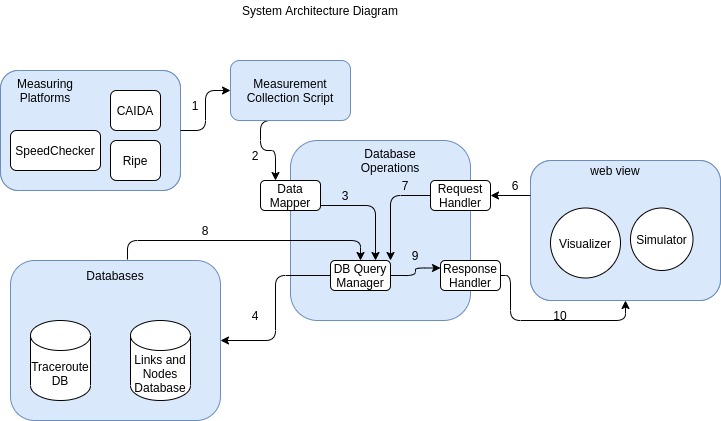 System Architecture Diagram
Measuring
Platforms
CAIDA
SpeedChecker
Ripe
1
Measurement
Collection Script
2
Database
Operations
Data
Mapper
3
7
Request
Handler
6
web view
Visualizer
Simulator
8
DB Query
Manager
9
Response
Handler
10
4
Databases
Traceroute
DB
Links and
Nodes
Database